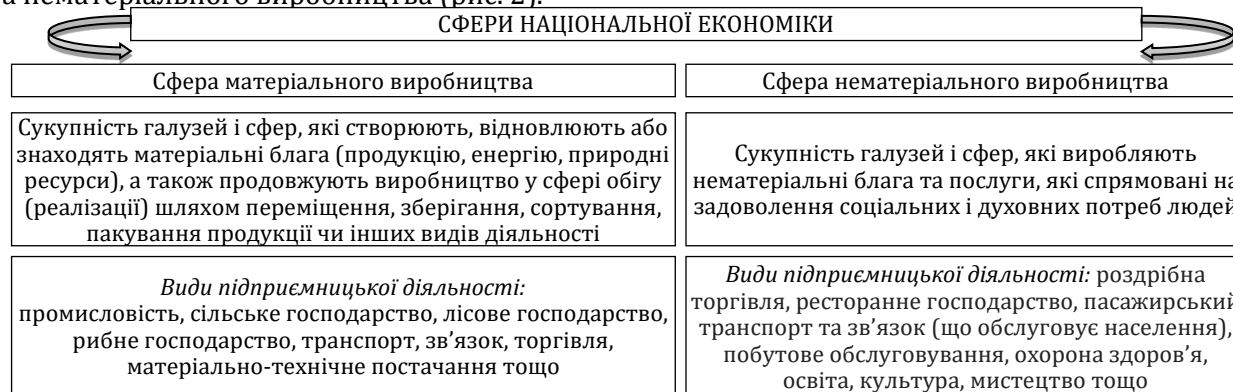 а нематеріального виробництва (рис. 2).
СФЕРИ НАЦІОНАЛЬНОЇ ЕКОНОМІКИ
Сфера матеріального виробництва
Сукупність галузей і сфер, які створюють, відновлюють або
знаходять матеріальні блага (продукцію, енергію, природні
ресурси), а також продовжують виробництво у сфері обігу
(реалізації) шляхом переміщення, зберігання, сортування,
пакування продукції чи інших видів діяльності
Види підприємницької діяльності:
промисловість, сільське господарство, лісове господарство,
рибне господарство, транспорт, зв’язок, торгівля,
матеріально-технічне постачання тощо
Сфера нематеріального виробництва
Сукупність галузей і сфер, які виробляють
нематеріальні блага та послуги, які спрямовані на
задоволення соціальних і духовних потреб людей
Види підприємницької діяльності: роздрібна
торгівля, ресторанне господарство, пасажирський
транспорт та зв’язок (що обслуговує населення),
побутове обслуговування, охорона здоров’я,
освіта, культура, мистецтво тощо